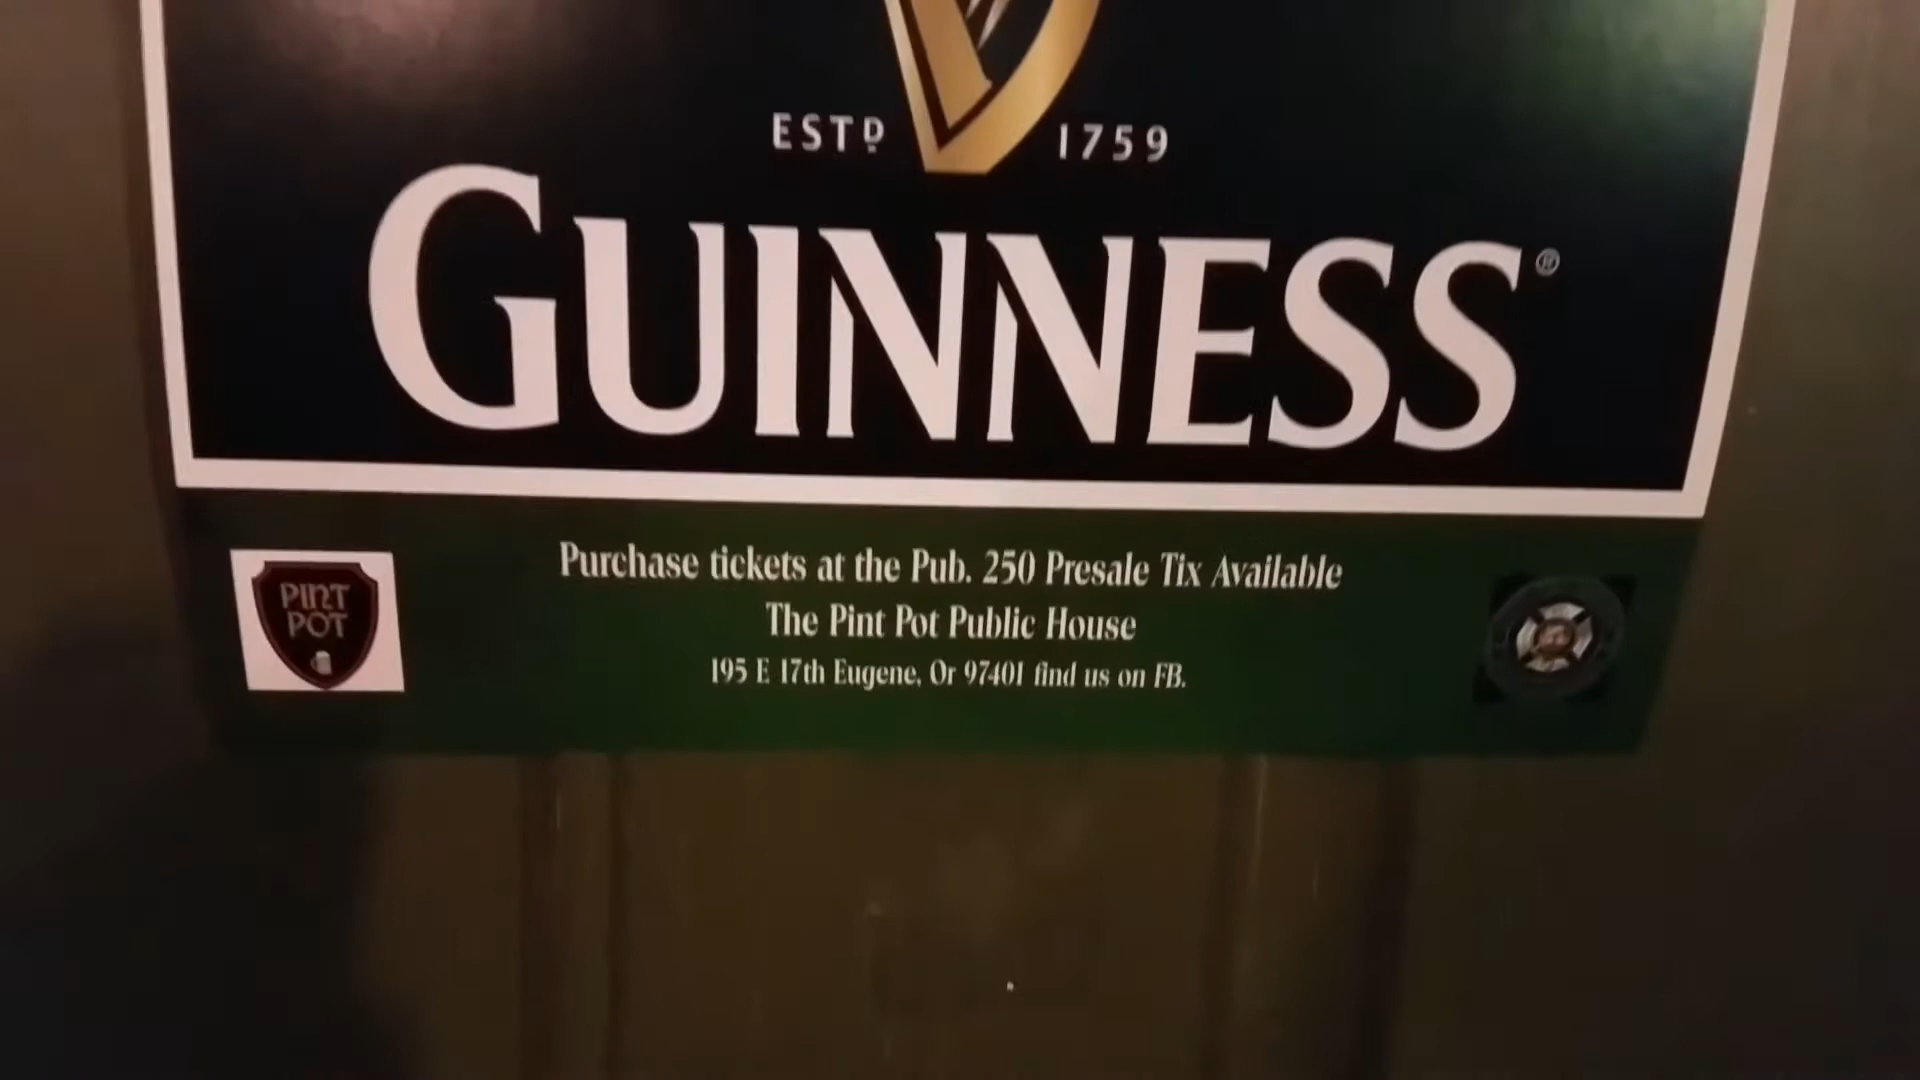 ESTD 1759
GUINNESS®
PINT
POT
Purchase tickets at the Pub. 250 Presale Tix Available
The Pint Pot Public House
195 E 17th Eugene, Or 97401 find us on FB.